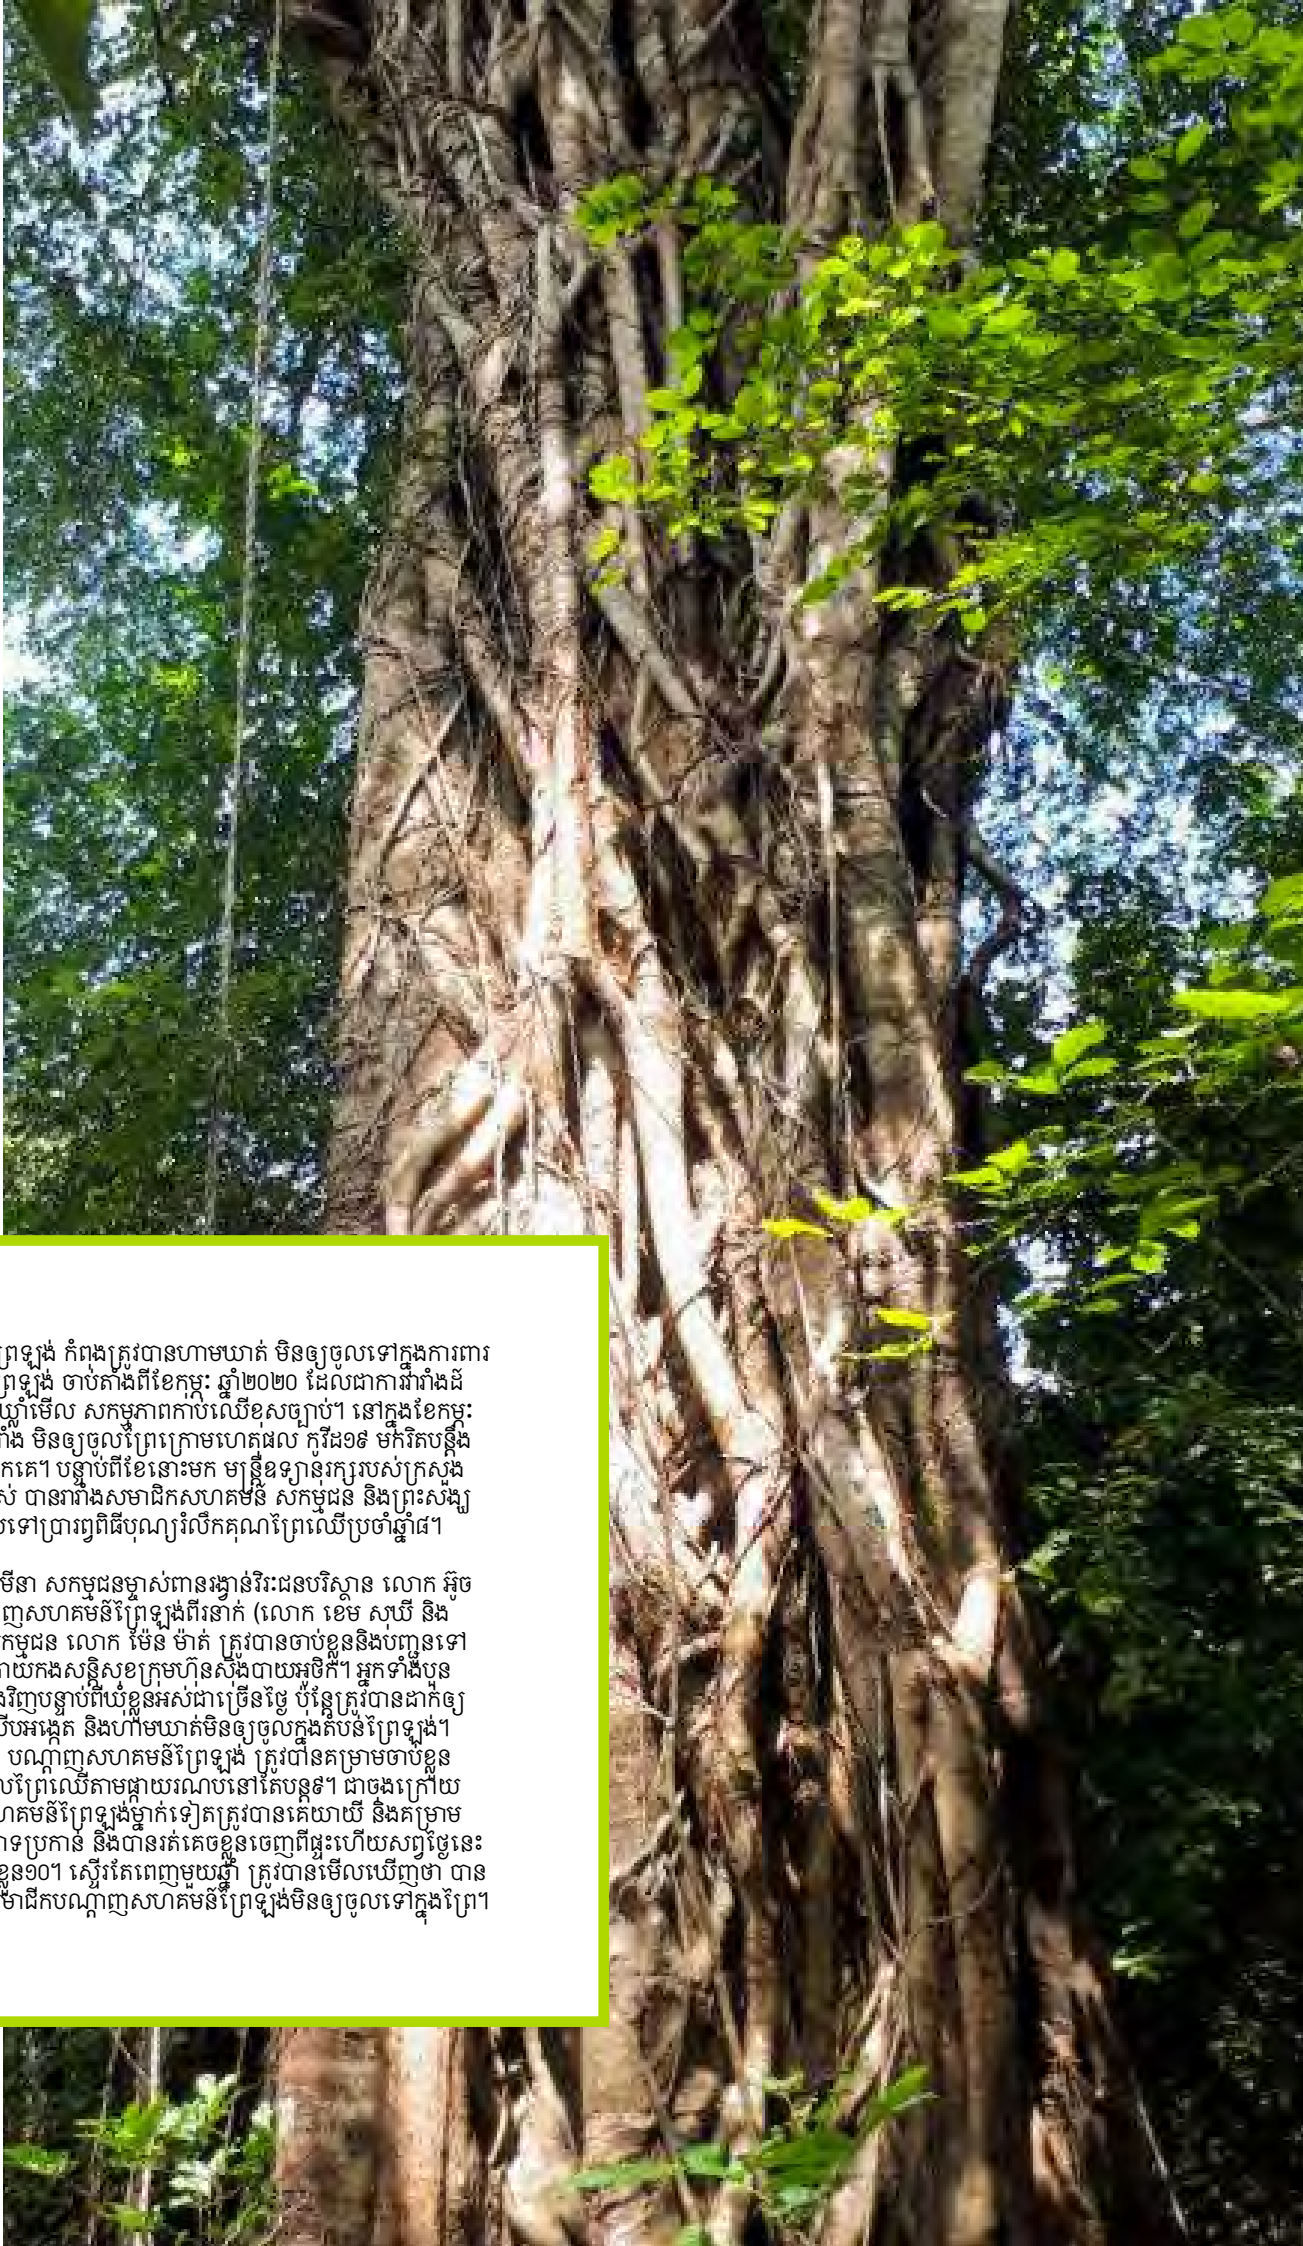 ព្រៃឡង់ កំពុងត្រូវបានហាមឃាត់ មិនឲ្យចូលទៅក្នុងការពារ
ព្រៃឡង់ ចាប់តាំងពីខែកុម្ភៈ ឆ្នាំ២០២០ ដែលជាការរារាំងដ៏
ឃ្លាំមើល សកម្មភាពកាប់ឈើខុសច្បាប់។ នៅក្នុងខែកុម្ភៈ
មិនឲ្យចូលព្រៃក្រោមហេតុផល កូវីដ១៩ មករិតបន្តឹង
កគេ។ បន្ទាប់ពីខែនោះមក មន្ត្រីឧទ្យានុរក្សរបស់ក្រសួង
បានរារាំងសមាជិកសហគមន៍ សកម្មជន និងព្រះសង្ឃ
ទៅប្រារព្ធពិធីបុណ្យរំលឹកគុណព្រៃឈើប្រចាំឆ្នាំ៨។
មីនា សកម្មជនម្ចាស់ពានរង្វាន់វិរៈជនបរិស្ថាន លោក អ៊ូច
ញសហគមន៍ព្រៃឡង់ពីរនាក់ (លោក ខេម សុឃី និង
កម្មជន លោក ម៉ែន ម៉ាត់ ត្រូវបានចាប់ខ្លួននិងបញ្ជូនទៅ
ោយកងសន្តិសុខក្រុមហ៊ុនស៊ិងបាយអូថិក។ អ្នកទាំងបួន
ងវិញបន្ទាប់ពីឃុំខ្លួនអស់ជាច្រើនថ្ងៃ ប៉ុន្តែត្រូវបានដាក់ឲ្យ
ើបអង្កេត និងហាមឃាត់មិនឲ្យចូលក្នុងតំបន់ព្រៃឡង់។
បណ្តាញសហគមន៍ព្រៃឡង់ ត្រូវបានគម្រាមចាប់ខ្លួន
លព្រៃឈើតាមផ្កាយរណបនៅតែបន្ត៩។ ជាចុងក្រោយ
ហគមន៍ព្រៃឡង់ម្នាក់ទៀតត្រូវបានគេយាយី និងគម្រាម
ាទប្រកាន់ និងបានរត់គេចខ្លួនចេញពីផ្ទះហើយសព្វថ្ងៃនេះ
ខ្លួន១០។ ស្ទើរតែពេញមួយឆ្នាំ ត្រូវបានមើលឃើញថា បាន
មាជីកបណ្តាញសហគមន៍ព្រៃឡង់មិនឲ្យចូលទៅក្នុងព្រៃ។